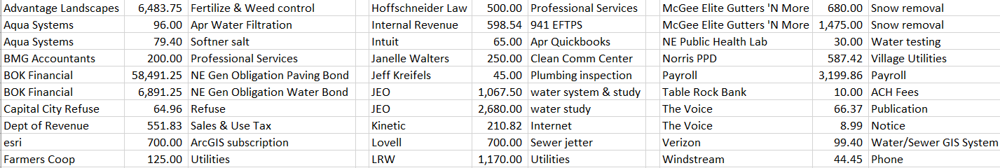 Advantage Landscapes 6,483.75 Fertilize & Weed control Hoffschneider Law 500.00 Professional Services McGee Elite Gutters 'N More 680.00 Snow removal
Aqua Systems 96.00 Apr Water Filtration Internal Revenue 598.54 941 EFTPS McGee Elite Gutters 'N More 1,475.00 Snow removal
Aqua Systems 79.40 Softner salt Intuit 65.00 Apr Quickbooks NE Public Health Lab 30.00 Water testing
BMG Accountants 200.00 Professional Services Janelle Walters 250.00 Clean Comm Center Norris PPD 587.42 Village Utilities
BOK Financial 58,491.25 NE Gen Obligation Paving Bond Jeff Kreifels 45.00 Plumbing inspection Payroll 3,199.86 Payroll
BOK Financial 6,891.25 NE Gen Obligation Water Bond JEO 1,067.50 water system & study Table Rock Bank 10.00 ACH Fees
Capital City Refuse 64.96 Refuse JEO 2,680.00 water study The Voice 66.37 Publication
Dept of Revenue 551.83 Sales & Use Tax Kinetic 210.82 Internet The Voice 8.99 Notice
esri 700.00 ArcGIS subscription Lovell 700.00 Sewer jetter Verizon 99.40 Water/Sewer GIS System
Farmers Coop 125.00 Utilities LRW 1,170.00 Utilities Windstream 44.45 Phone